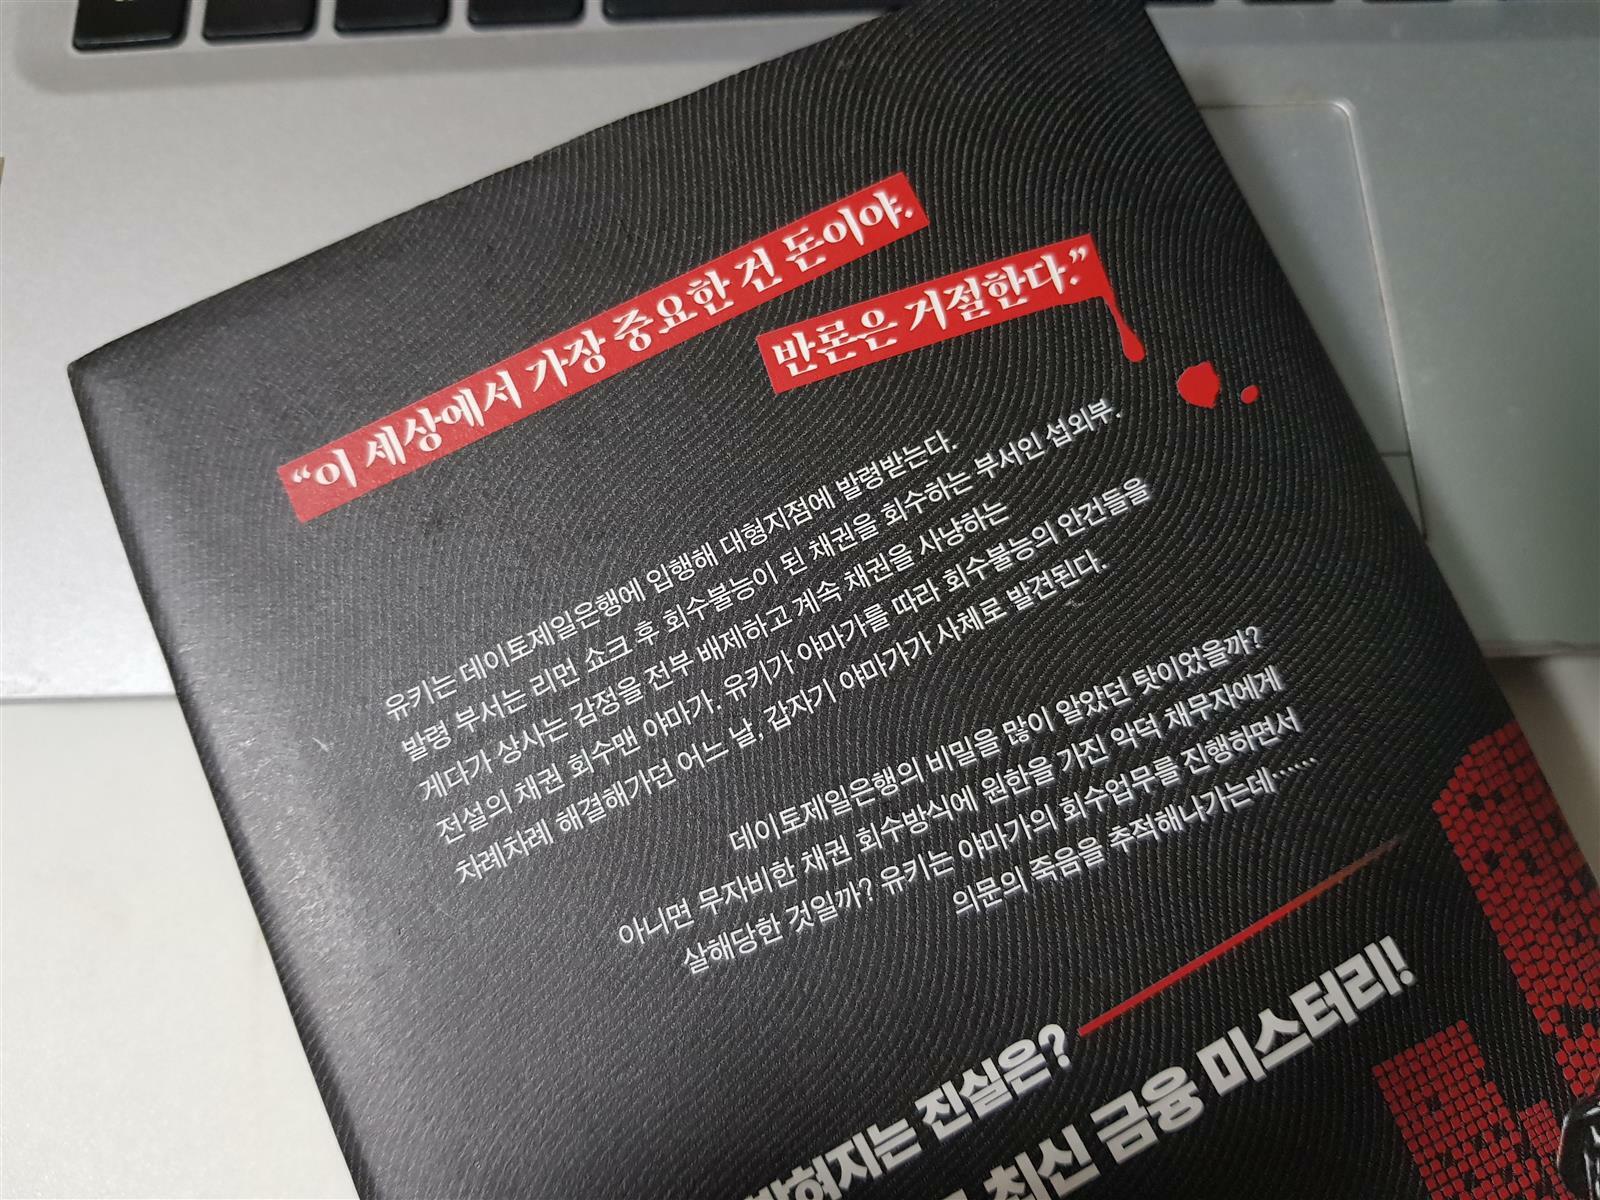 “이 세상에서 가장 중요한 건 돈이야.
반론은 거절한다.”
유키는 데이토제일은행에 입행해 대형지점에 발령받는다.
발령 부서는 리먼 쇼크 후 회수불능이 된 채권을 회수하는 부서인 섭외부.
게다가 상사는 감정을 전부 배제하고 계속 채권을 사냥하는
전설의 채권 회수맨 야마가. 유키가 야마가를 따라 회수불능의 안건들을
차례차례 해결해가던 어느 날, 갑자기 야마가가 사체로 발견된다.
데이토제일은행의 비밀을 많이 알았던 탓이었을까?
아니면 무자비한 채권 회수방식에 원한을 가진 악덕 채무자에게
살해당한 것일까? 유키는 야마가의 회수업무를 진행하면서
의문의 죽음을 추적해나가는데……
밝혀지는 진실은?
최신 금융 미스터리!